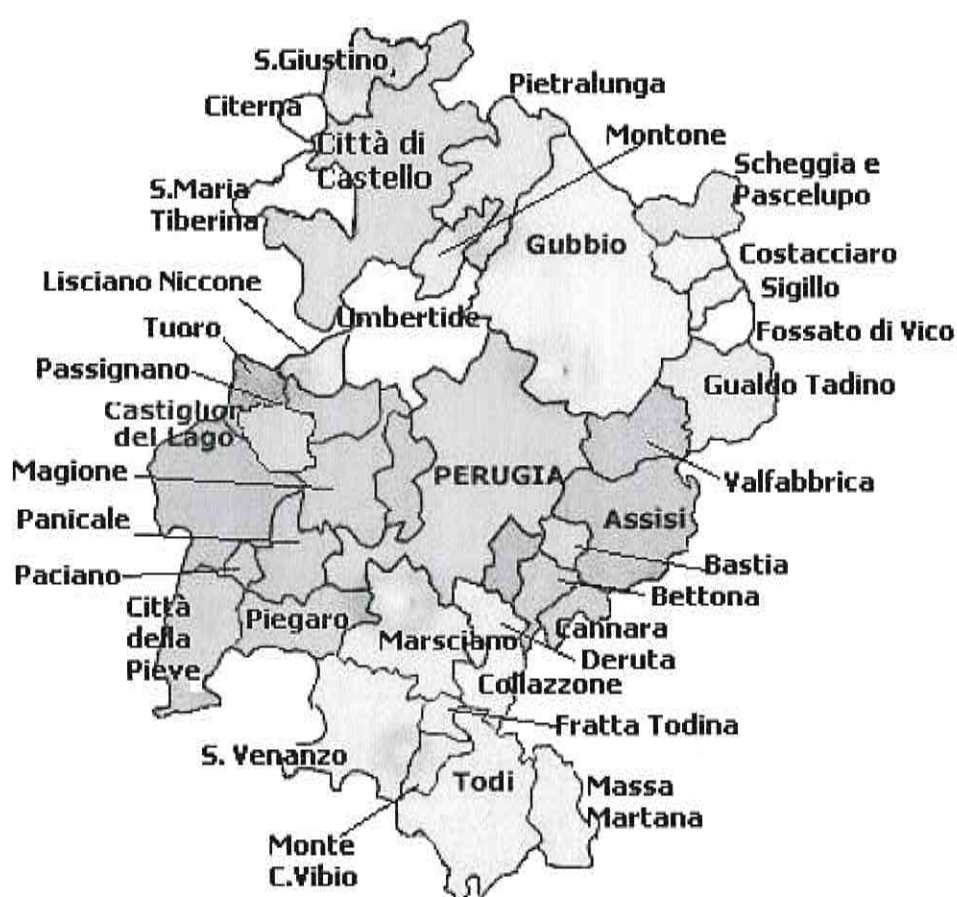 S.Giustino
Pietralunga
Citerna
Montone
Città di
Castello
Scheggia e
Pascelupo
S.Maria
Tiberina
Gubbio
Costacciaro
Lisciano Niccone
Sigillo
Umbertide
Tuoro
Fossato di Vico
Passignano
Gualdo Tadino
Castiglion
del Lago
Magione
PERUGIA
Valfabbrica
Panicale
Assisi
Bastia
Paciano
Bettona
Città
della
Pieve
Piegaro
Cannara
Marsciano
Deruta
Collazzone
Fratta Todina
S. Venanzo
Todi
Massa
Martana
Monte
C.Vibio